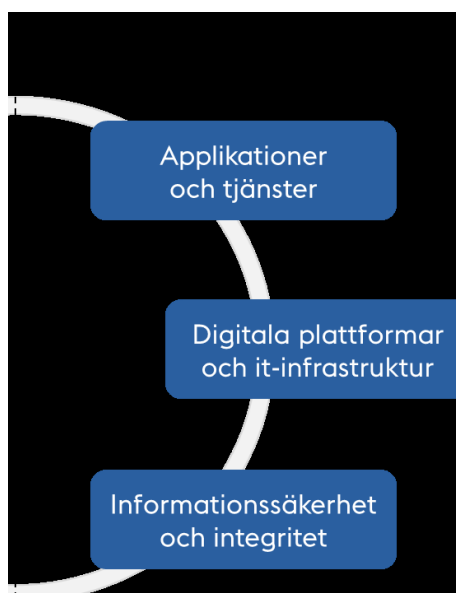 Applikationer
och tjänster
Digitala plattformar
och it-infrastruktur
Informationssäkerhet
och integritet